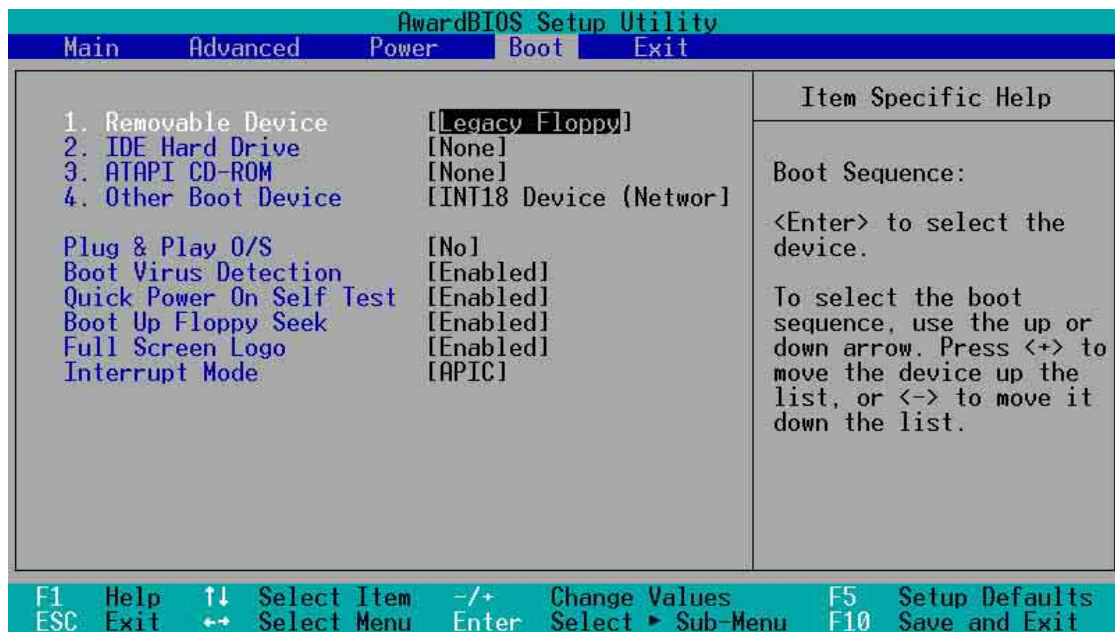 AwardBIOS Setup Utility
Main Advanced Power Boot Exit
1. Removable Device [Legacy Floppy]
2. IDE Hard Drive [None]
3. ATAPI CD-ROM [None]
4. Other Boot Device [INT18 Device (Networ]
Plug & Play O/S [No]
Boot Virus Detection [Enabled]
Quick Power On Self Test [Enabled]
Boot Up Floppy Seek [Enabled]
Full Screen Logo [Enabled]
Interrupt Mode [APIC]
Item Specific Help
Boot Sequence:
<Enter> to select the
device.
To select the boot
sequence, use the up or
down arrow. Press <+> to
move the device up the
list, or <-> to move it
down the list.
F1 Help ↑↓ Select Item -/+ Change Values F5 Setup Defaults
ESC Exit ←→ Select Menu Enter Select ► Sub-Menu F10 Save and Exit